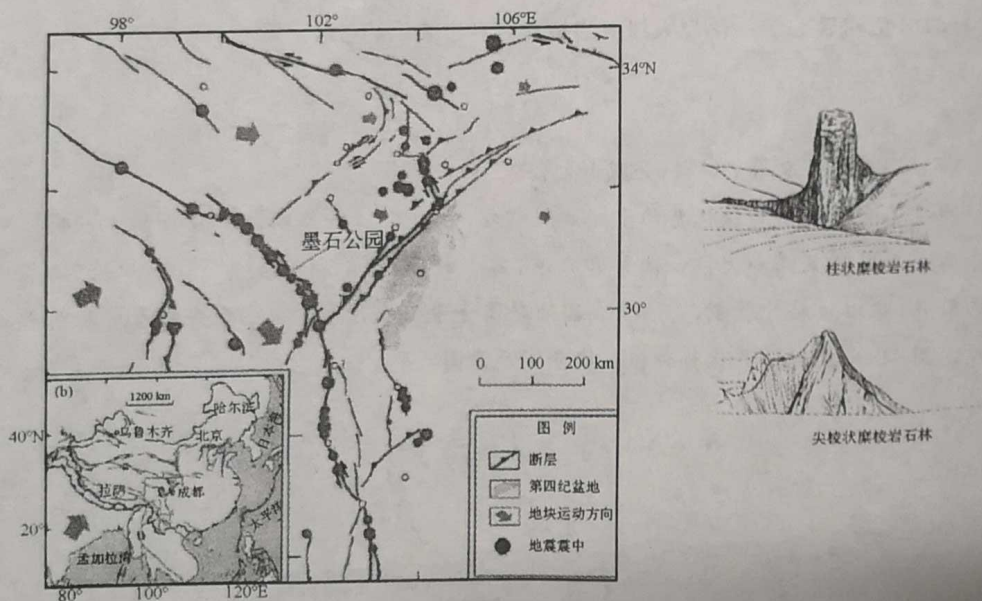 98°
102°
106°E
34°N
墨石公园
30°
0 100 200 km
柱状糜棱岩石林
尖棱状糜棱岩石林
图 例
断层
第四纪盆地
地块运动方向
地震震中
(b)
1200 km
哈尔滨
乌鲁木齐
北京
日本海
40°N
拉萨
成都
20°
太平洋
孟加拉湾
80°
100°
120°E